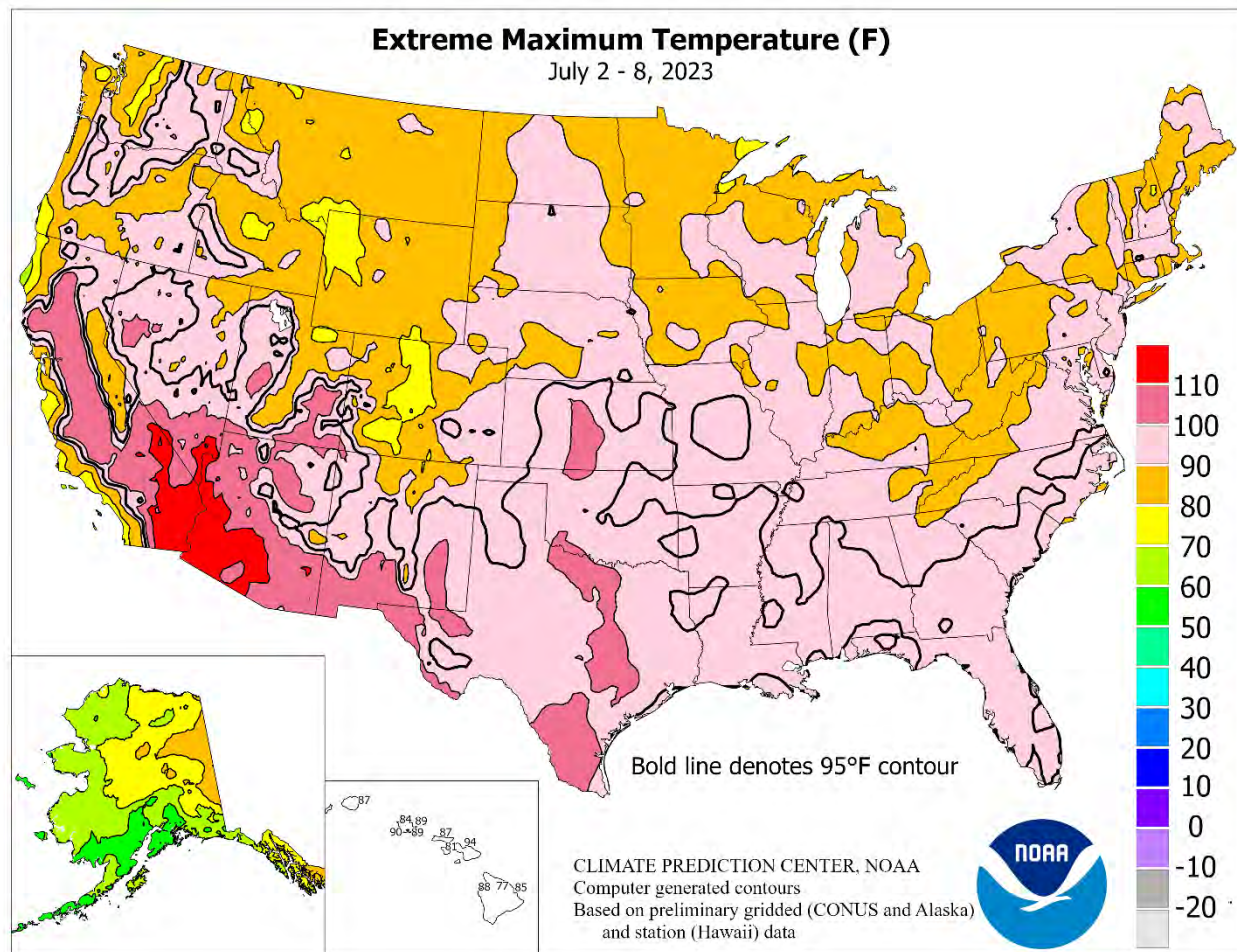 Extreme Maximum Temperature (F)
July 2 - 8, 2023
110
100
90
80
70
60
50
40
30
20
10
0
-10
-20
Bold line denotes 95°F contour
87
84 89
90 89
87
81
94
88 77 85
CLIMATE PREDICTION CENTER, NOAA
Computer generated contours
Based on preliminary gridded (CONUS and Alaska)
and station (Hawaii) data
NOAA